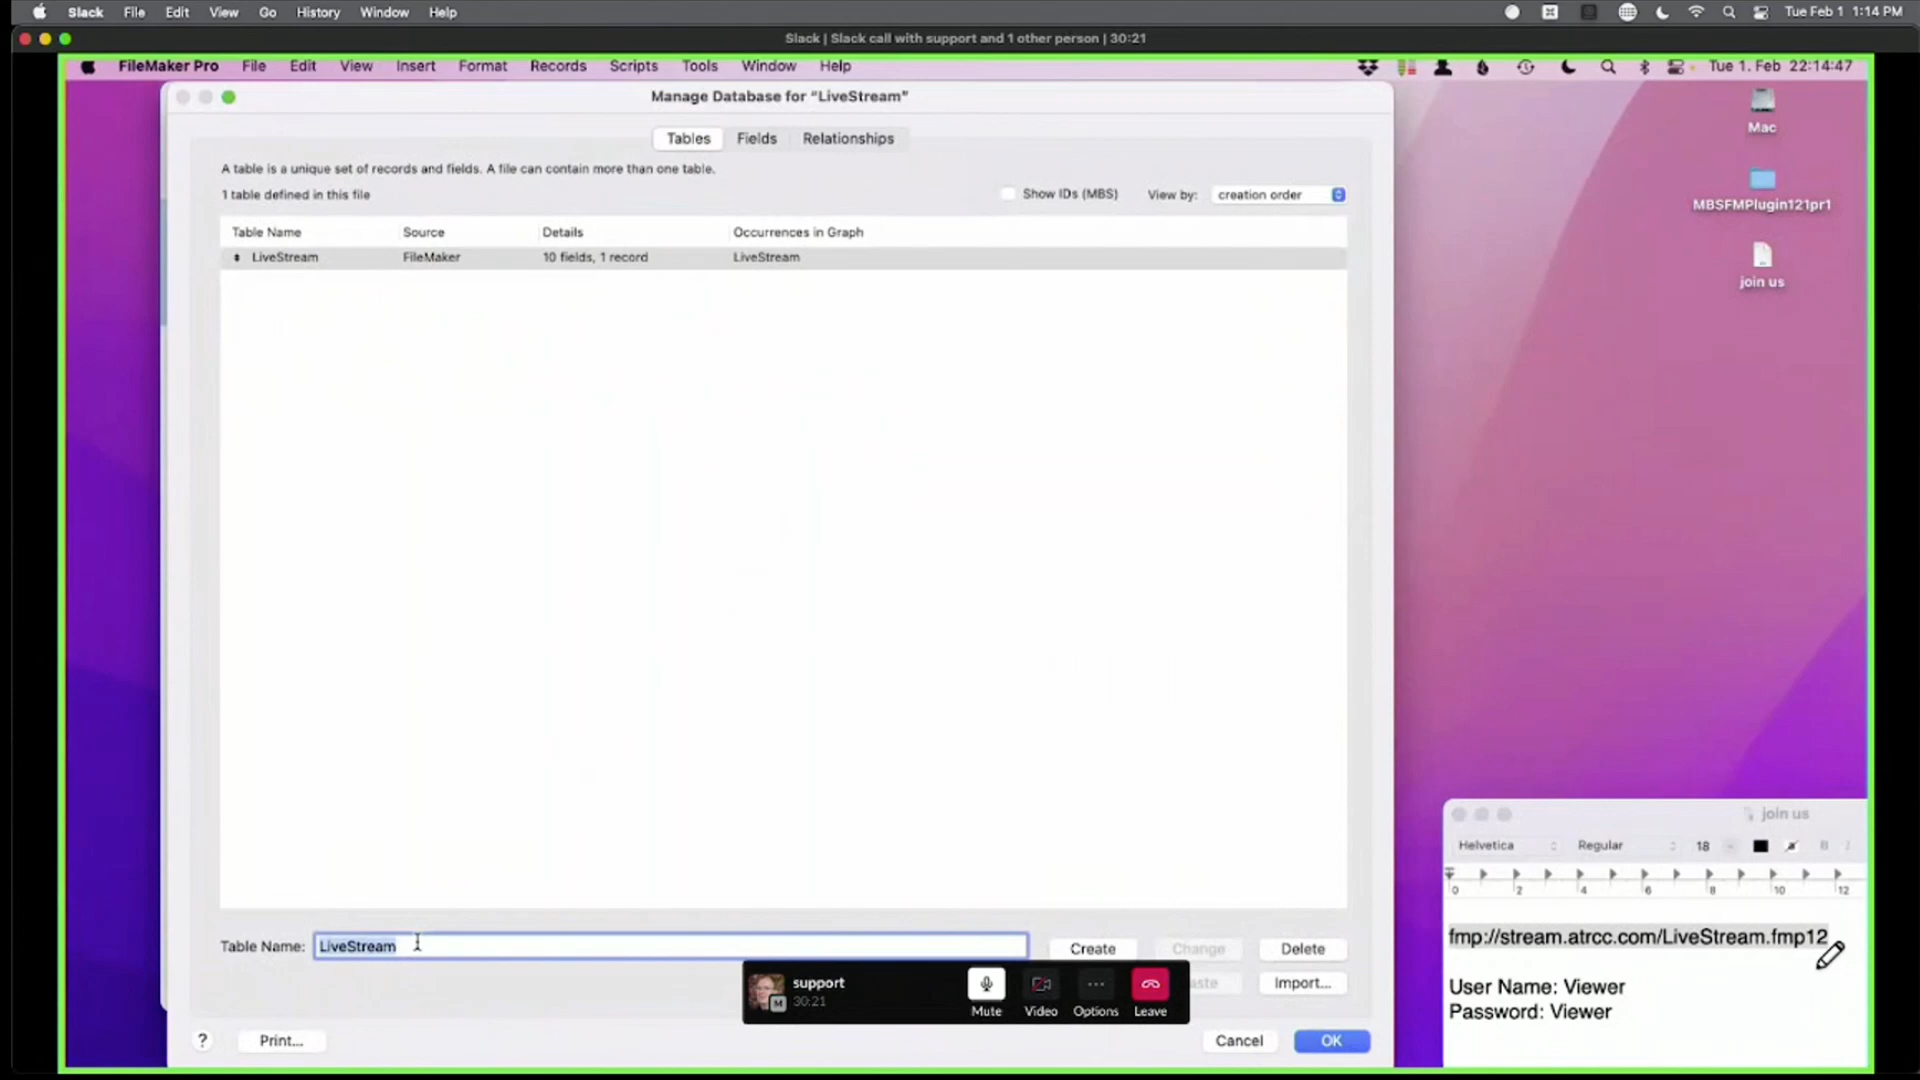 Slack File Edit View Go History Window Help Tue Feb 1 1:14 PM
Slack | Slack call with support and 1 other person | 30:21
FileMaker Pro File Edit View Insert Format Records Scripts Tools Window Help Tue 1. Feb 22:14:47
Manage Database for “LiveStream”
Mac
Tables Fields Relationships
A table is a unique set of records and fields. A file can contain more than one table.
1 table defined in this file Show IDs (MBS) View by: creation order
MBSFMPlugin121pr1
Table Name Source Details Occurrences in Graph
LiveStream FileMaker 10 fields, 1 record LiveStream
join us
join us
Helvetica Regular 18 B I
0 2 4 6 8 10 12
fmp://stream.atrcc.com/LiveStream.fmp12
User Name: Viewer
Password: Viewer
Table Name: LiveStream Create Change Delete
Import...
support
M
30:21
Mute Video Options Leave
? Print... Cancel OK